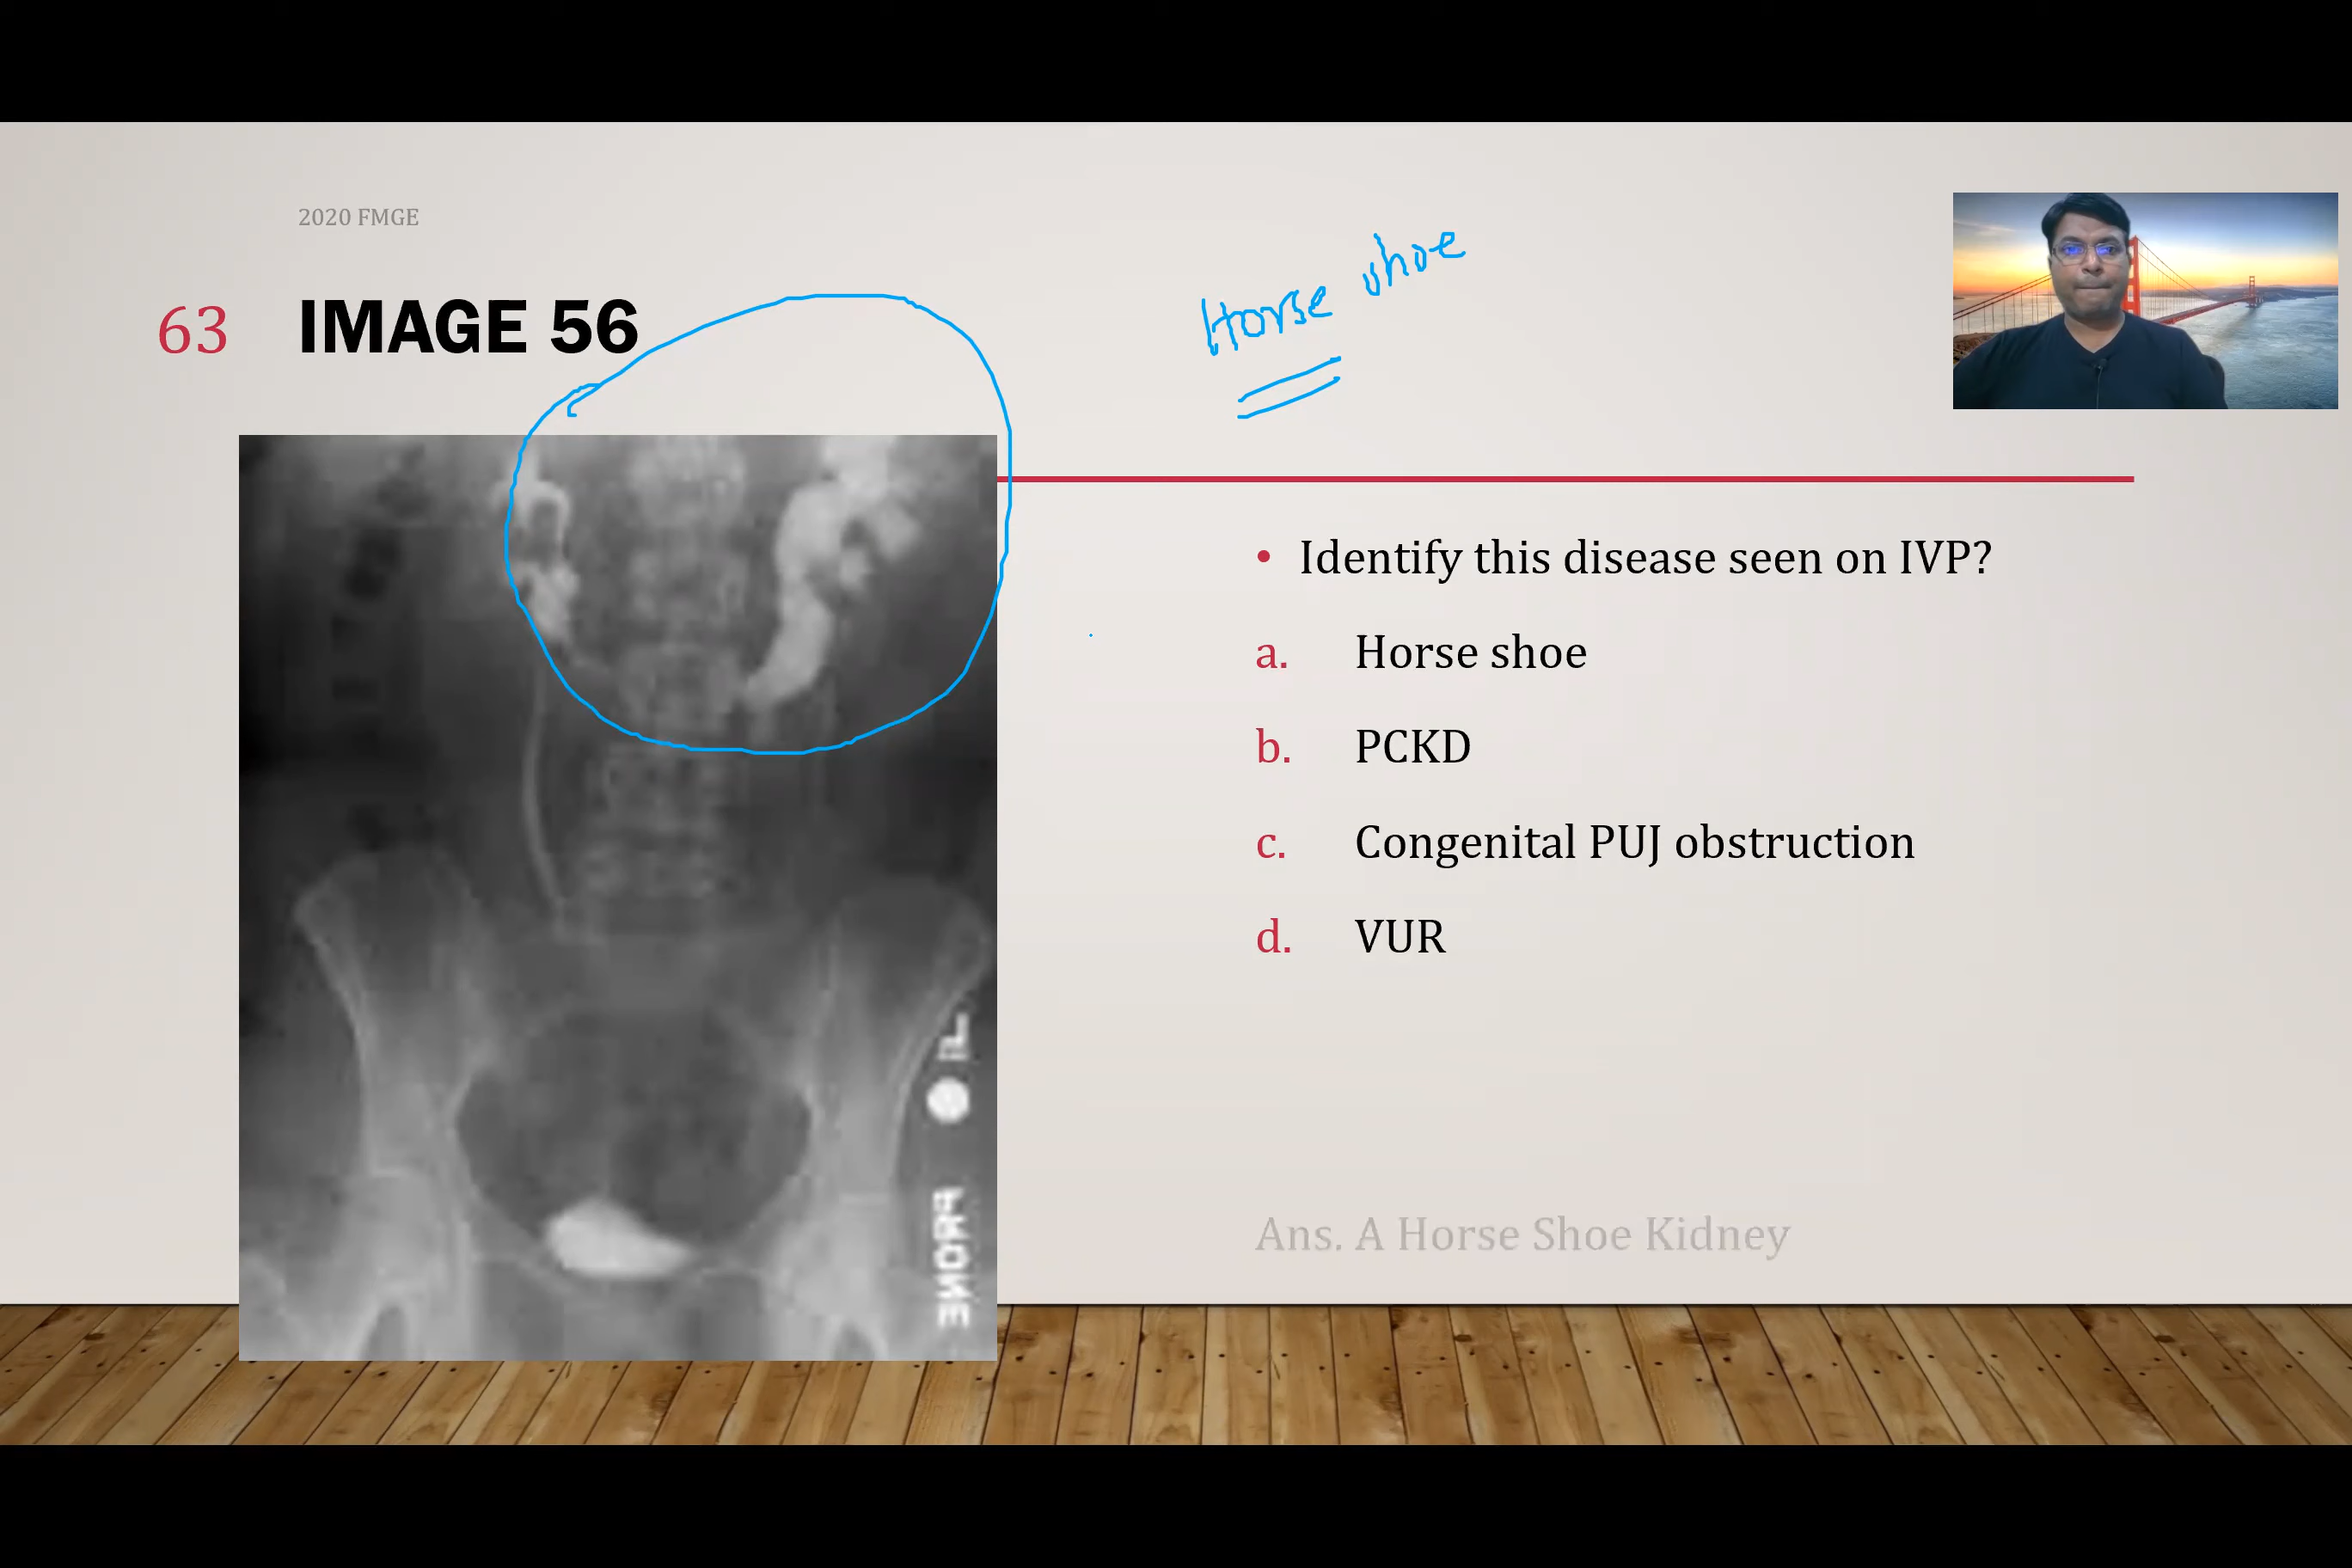 2020 FMGE
63 IMAGE 56
Horse shoe
• Identify this disease seen on IVP?
a. Horse shoe
b. PCKD
c. Congenital PUJ obstruction
d. VUR
Ans. A Horse Shoe Kidney
PRONE